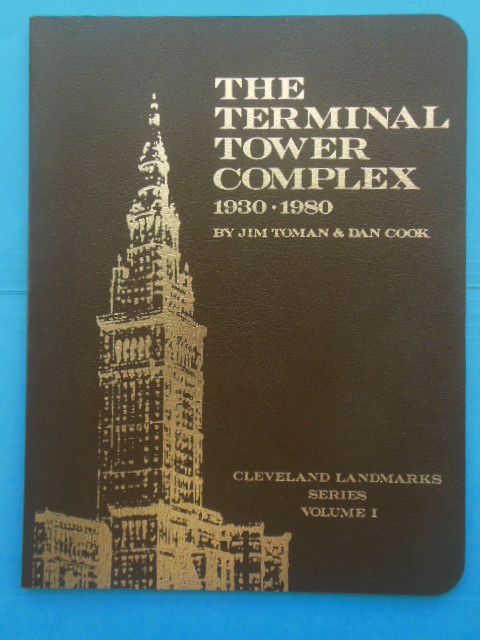 THE
TERMINAL
TOWER
COMPLEX
1930 · 1980
BY JIM TOMAN & DAN COOK
CLEVELAND LANDMARKS
SERIES
VOLUME I